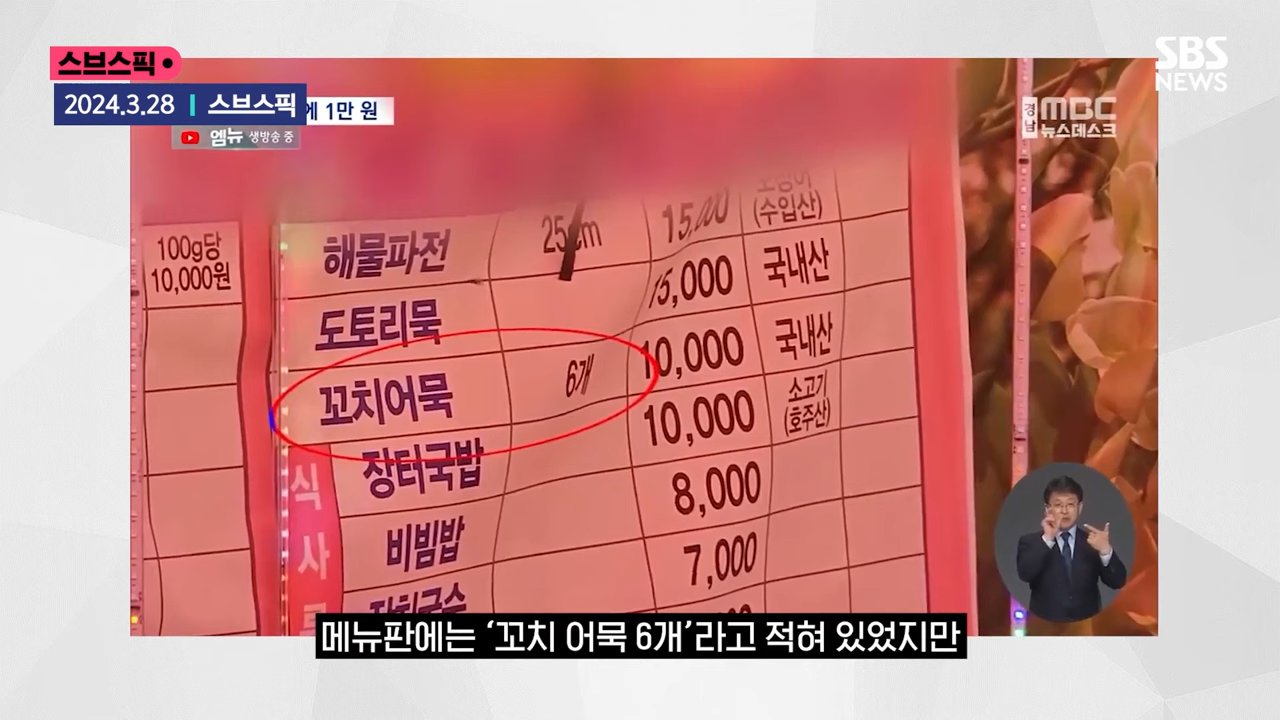 스브스픽
SBS NEWS
2024.3.28 | 스브스픽
에 1만 원
엠뉴 생방송 중
경남 MBC 뉴스데스크
100g당
10,000원
해물파전 25cm 15,000
(수입산)
도토리묵 15,000 국내산
꼬치어묵 6개 10,000 국내산
장터국밥 10,000 소고기
(호주산)
비빔밥 8,000
잔치국수 7,000
식
사
메뉴판에는 ‘꼬치 어묵 6개’라고 적혀 있었지만